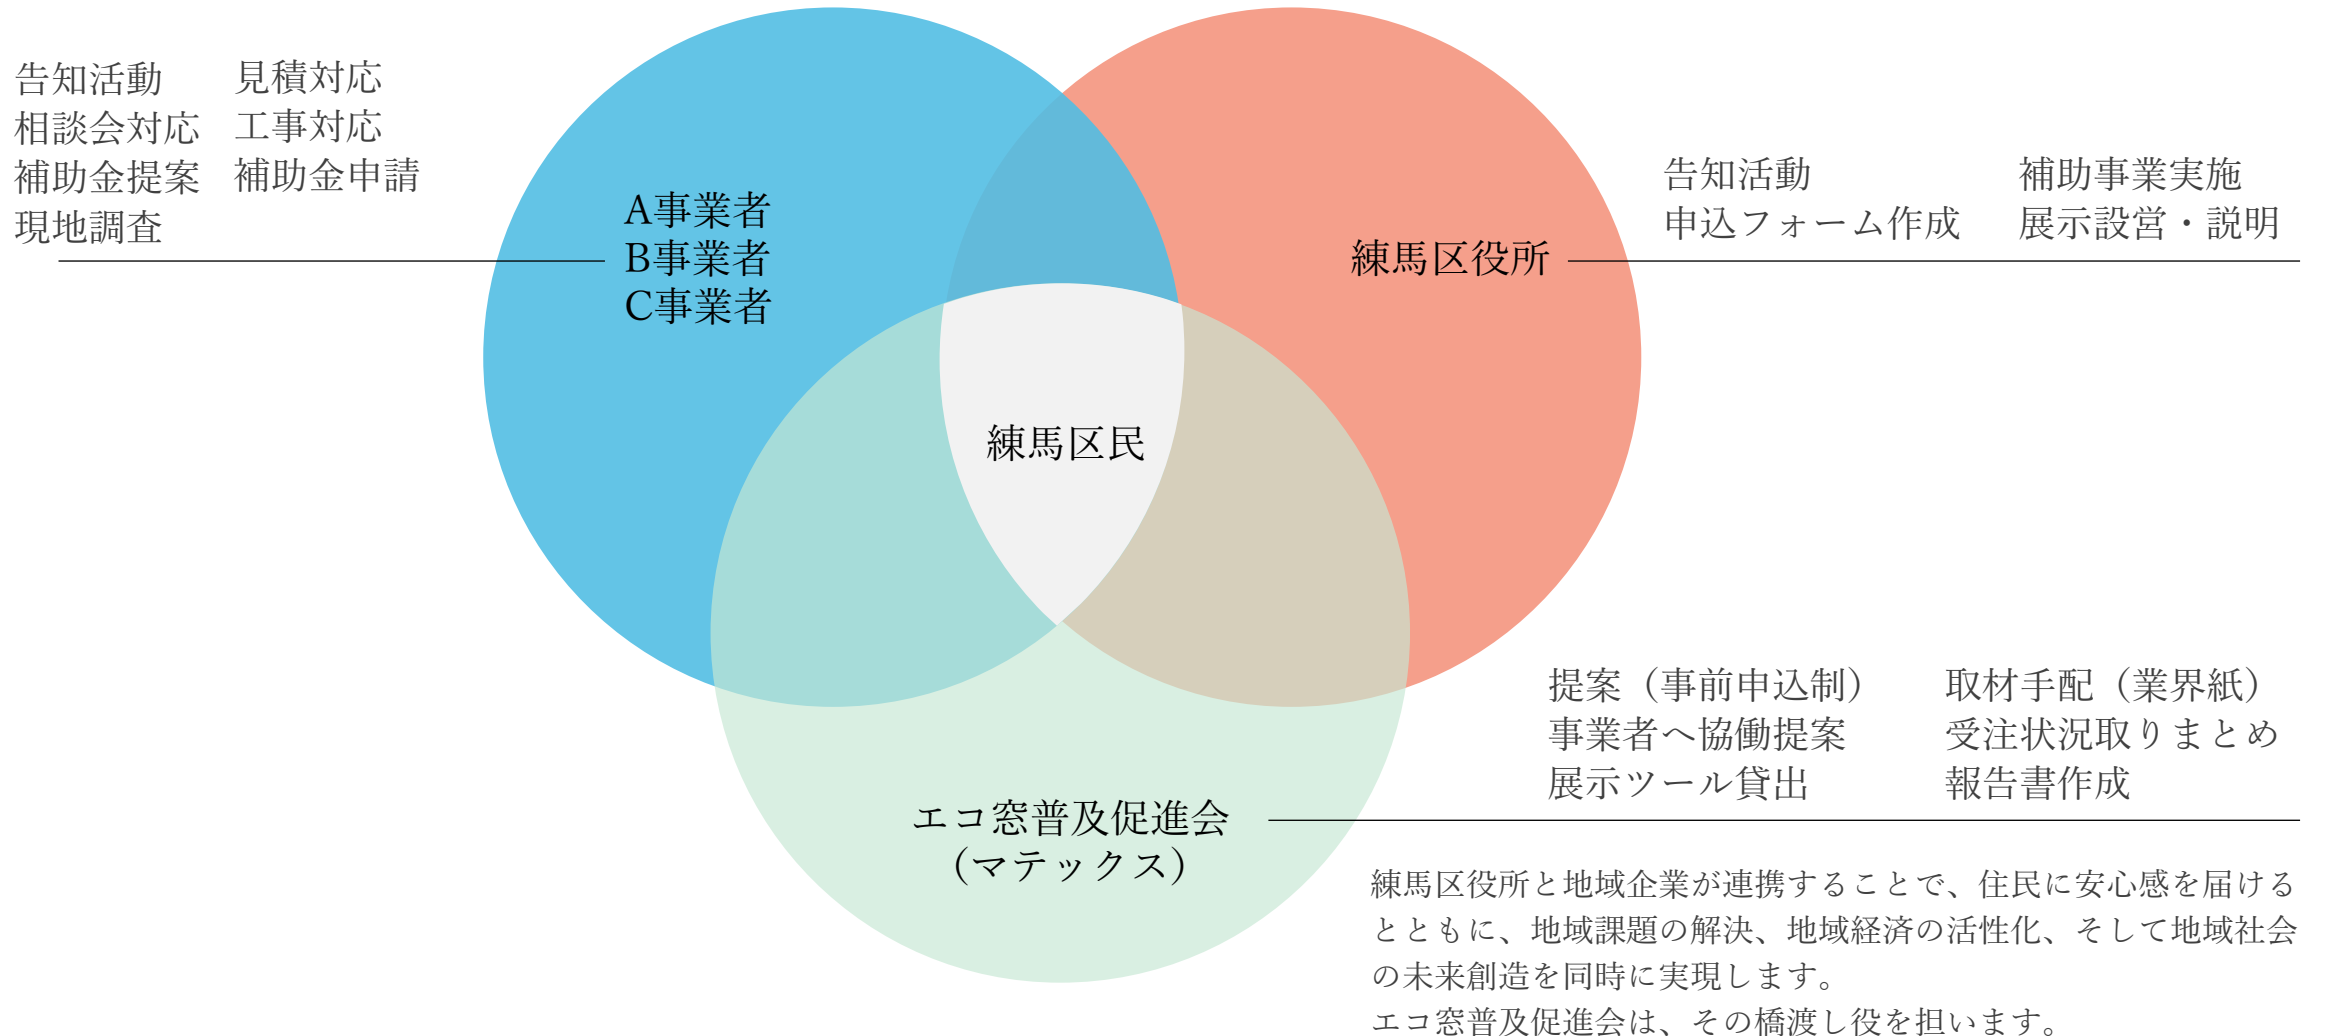 告知活動
相談会対応
補助金提案
現地調査
見積対応
工事対応
補助金申請
A事業者
B事業者
C事業者
練馬区役所
告知活動
申込フォーム作成
補助事業実施
展示設営・説明
練馬区民
エコ窓普及促進会
（マテックス）
提案（事前申込制）
事業者へ協働提案
展示ツール貸出
取材手配（業界紙）
受注状況取りまとめ
報告書作成
練馬区役所と地域企業が連携することで、住民に安心感を届ける
とともに、地域課題の解決、地域経済の活性化、そして地域社会
の未来創造を同時に実現します。
エコ窓普及促進会は、その橋渡し役を担います。